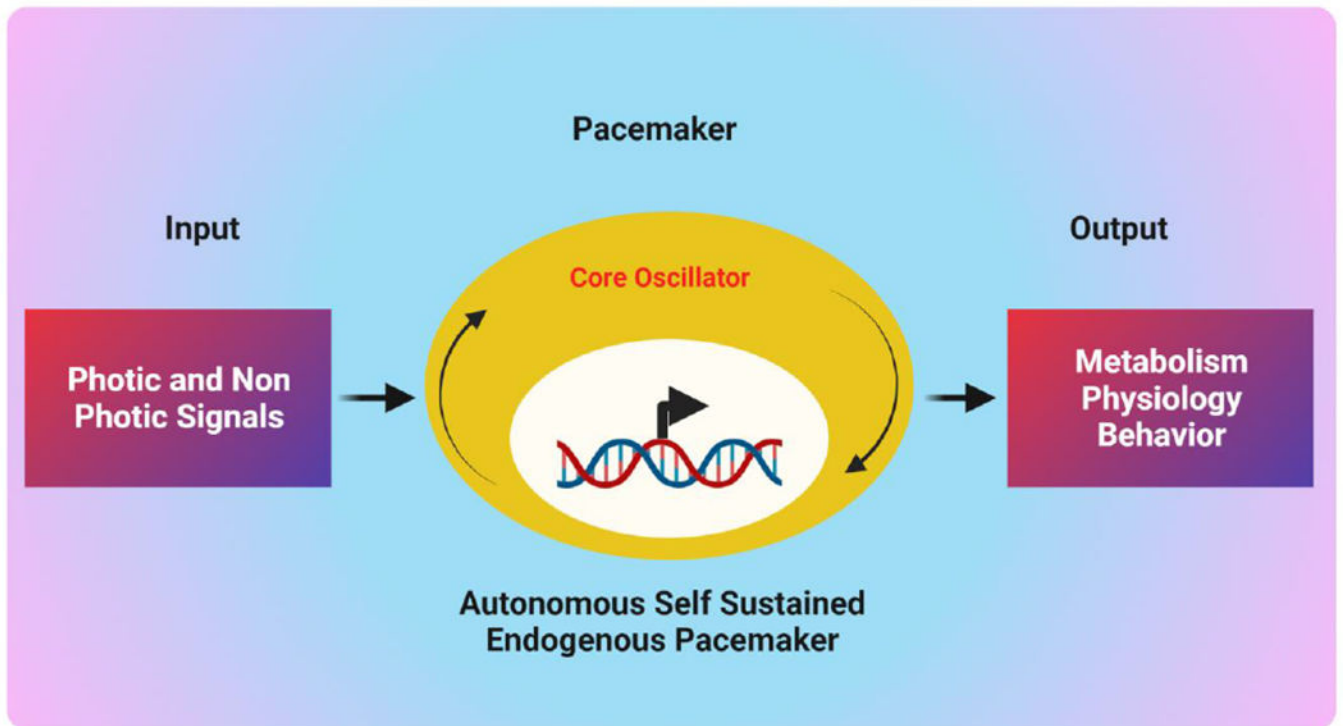 Pacemaker
Input
Output
Core Oscillator
Photic and Non
Photic Signals
Metabolism
Physiology
Behavior
Autonomous Self Sustained
Endogenous Pacemaker